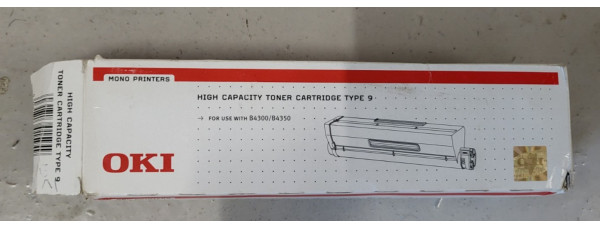 MONO PRINTERS
HIGH CAPACITY TONER CARTRIDGE TYPE 9
→ FOR USE WITH B4300/B4350
OKI
HIGH CAPACITY
TONER CARTRIDGE TYPE 9